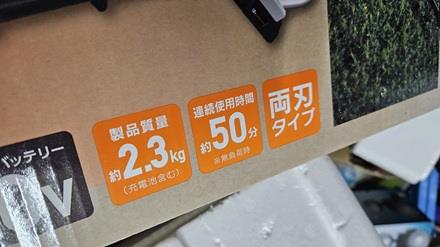 バッテリー
V
製品質量
約2.3kg
(充電池含む)
連続使用時間
約50分
※無負荷時
両刃
タイプ